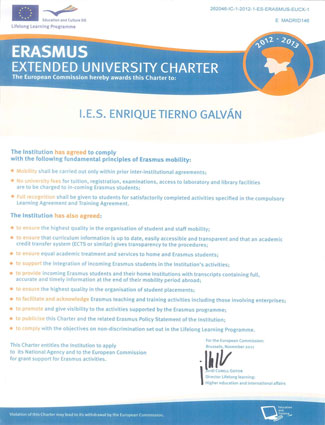 Education and Culture DG
Lifelong Learning Programme
262046-IC-1-2012-1-ES-ERASMUS-EUCX-1
E MADRID146
ERASMUS
EXTENDED UNIVERSITY CHARTER
The European Commission hereby awards this Charter to:
2012 - 2013
I.E.S. ENRIQUE TIERNO GALVÁN
The Institution has agreed to comply
with the following fundamental principles of Erasmus mobility:
Mobility shall be carried out only within prior inter-institutional agreements;
No university fees for tuition, registration, examinations, access to laboratory and library facilities
are to be charged to in-coming Erasmus students;
Full recognition shall be given to students for satisfactorily completed activities specified in the compulsory
Learning Agreement and Training Agreement.
The Institution has also agreed:
to ensure the highest quality in the organisation of student and staff mobility;
to ensure that curricular information is up to date, easily accessible and transparent and that an academic
credit transfer system (ECTS or similar) gives transparency to the procedures;
to ensure equal academic treatment and services to home and Erasmus students;
to support the integration of incoming Erasmus students in the Institution's activities;
to provide incoming Erasmus students and their home institutions with transcripts containing full,
accurate and timely information at the end of their mobility period abroad;
to ensure the highest quality in the organisation of student placements;
to facilitate and acknowledge Erasmus teaching and training activities including those involving enterprises;
to promote and give visibility to the activities supported by the Erasmus programme;
to publicise this Charter and the related Erasmus Policy Statement of the Institution;
to comply with the objectives on non-discrimination set out in the Lifelong Learning Programme.
This Charter entitles the Institution to apply
to its National Agency and to the European Commission
for grant support for Erasmus activities.
For the European Commission
Brussels, November 2011
Director Lifelong learning:
Higher education and international affairs
Violation of this Charter may lead to its withdrawal by the European Commission.